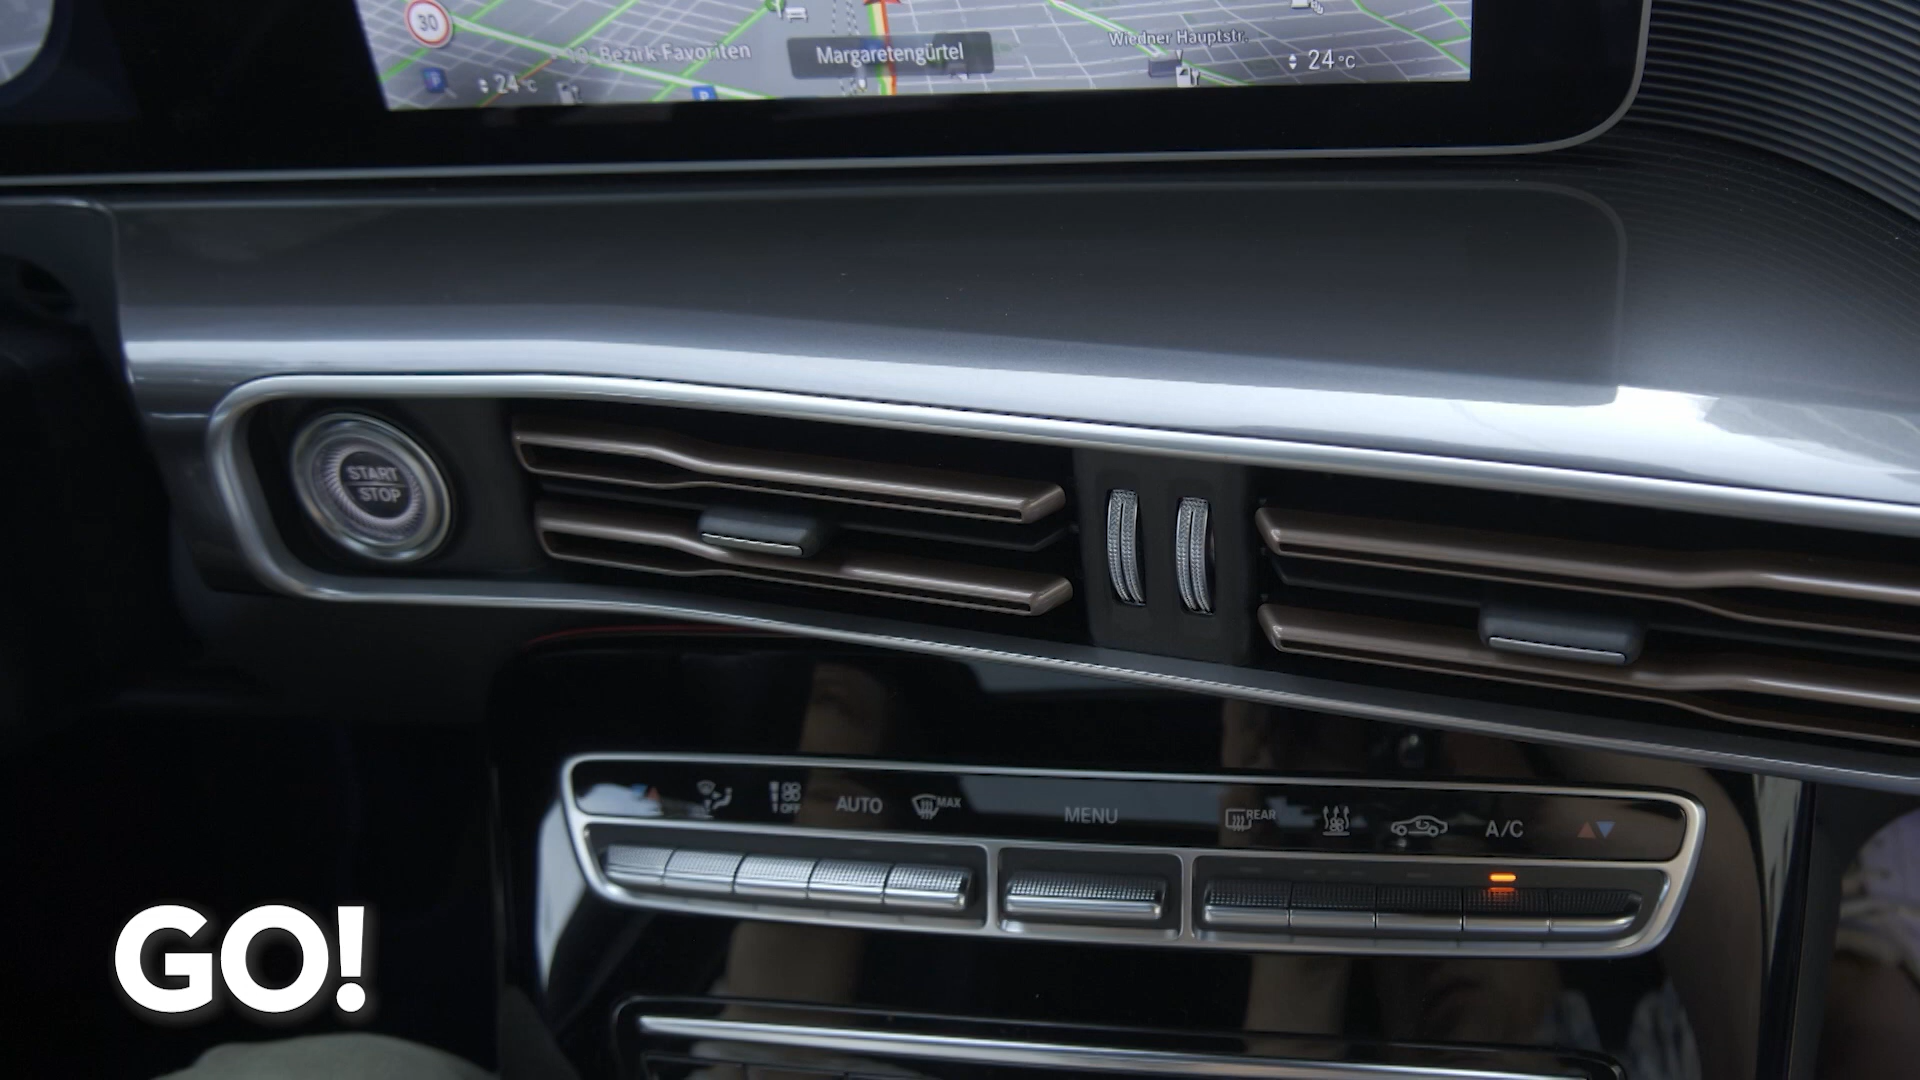 30
Bezirk-Favoriten
Margaretengürtel
Wiedner Hauptstr.
24°C
24°C
P
P
START
STOP
OFF
AUTO
MAX
MENU
REAR
A/C
GO!